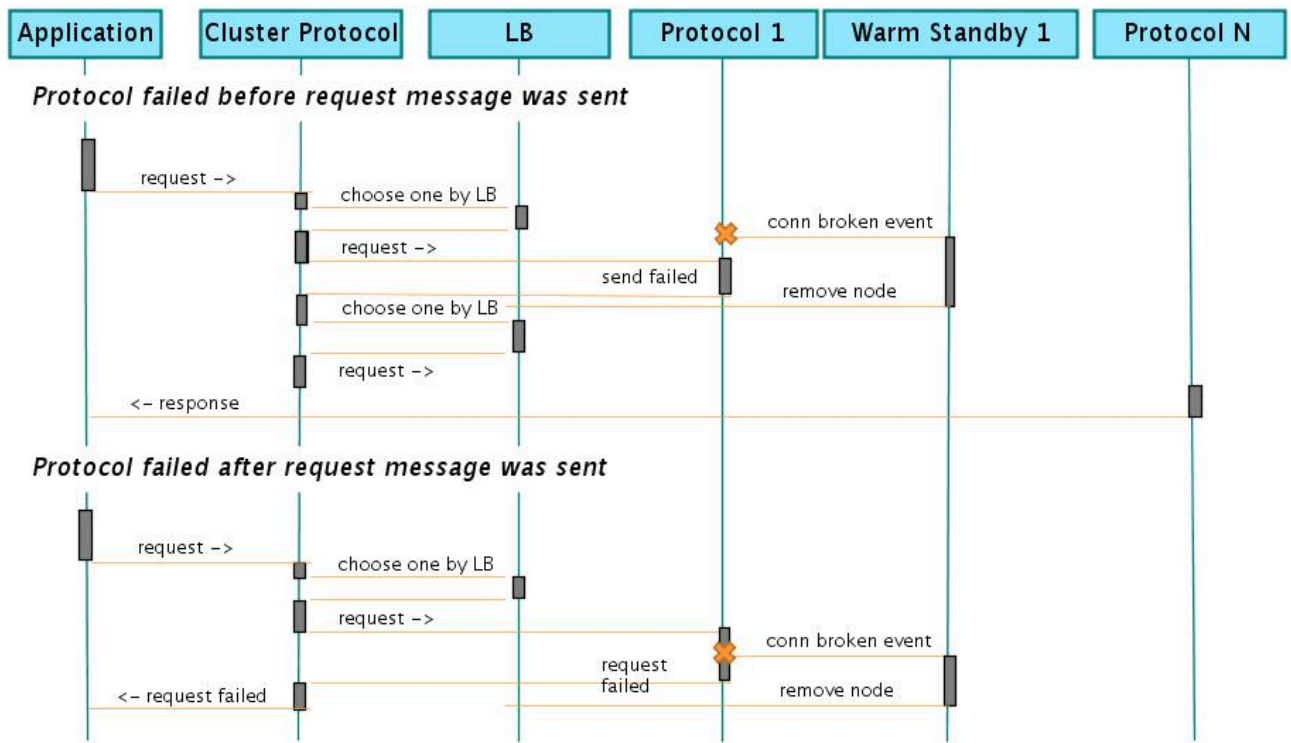 Application Cluster Protocol LB Protocol 1 Warm Standby 1 Protocol N
Protocol failed before request message was sent
request ->
choose one by LB
conn broken event
request ->
send failed
remove node
choose one by LB
request ->
<- response
Protocol failed after request message was sent
request ->
choose one by LB
request ->
conn broken event
request
failed
remove node
<- request failed